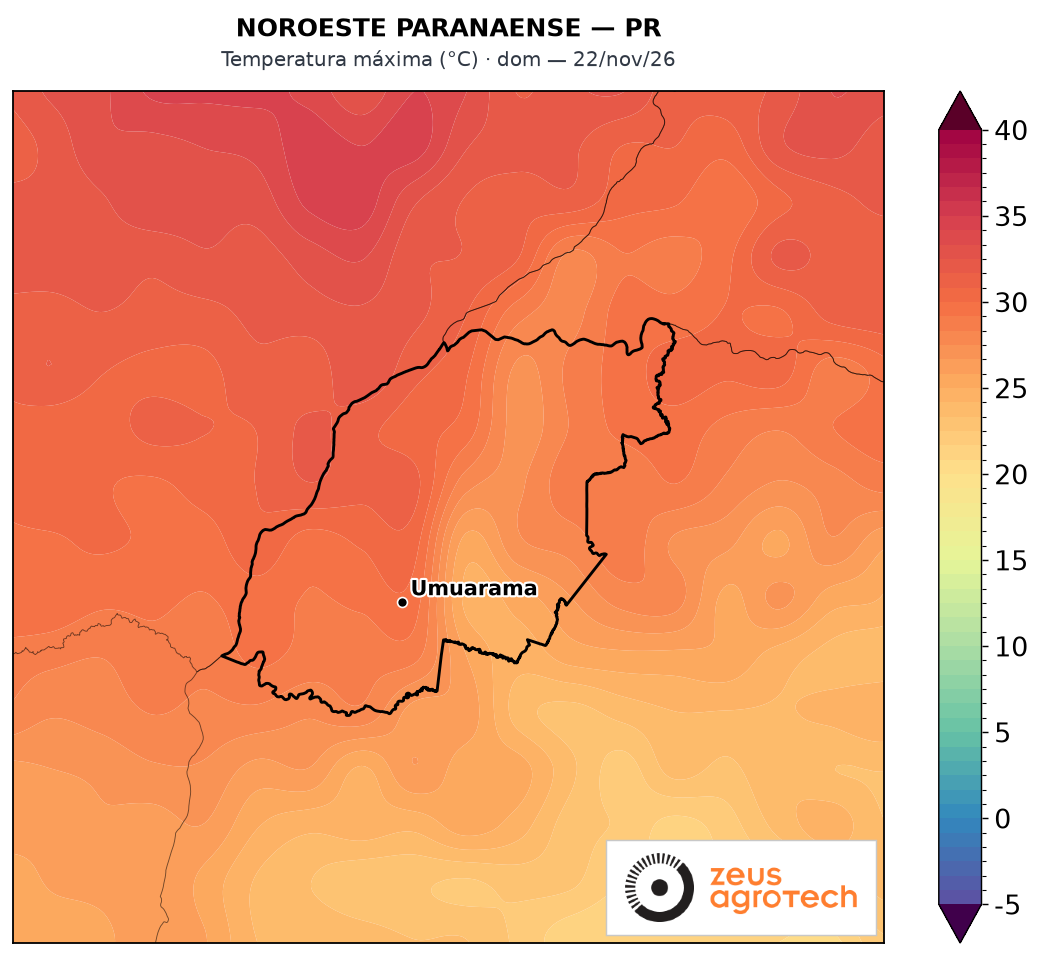 NOROESTE PARANAENSE — PR
Temperatura máxima (°C) · dom — 22/nov/26
40
35
30
25
20
15
10
5
0
-5
Umuarama
zeus
agrotech